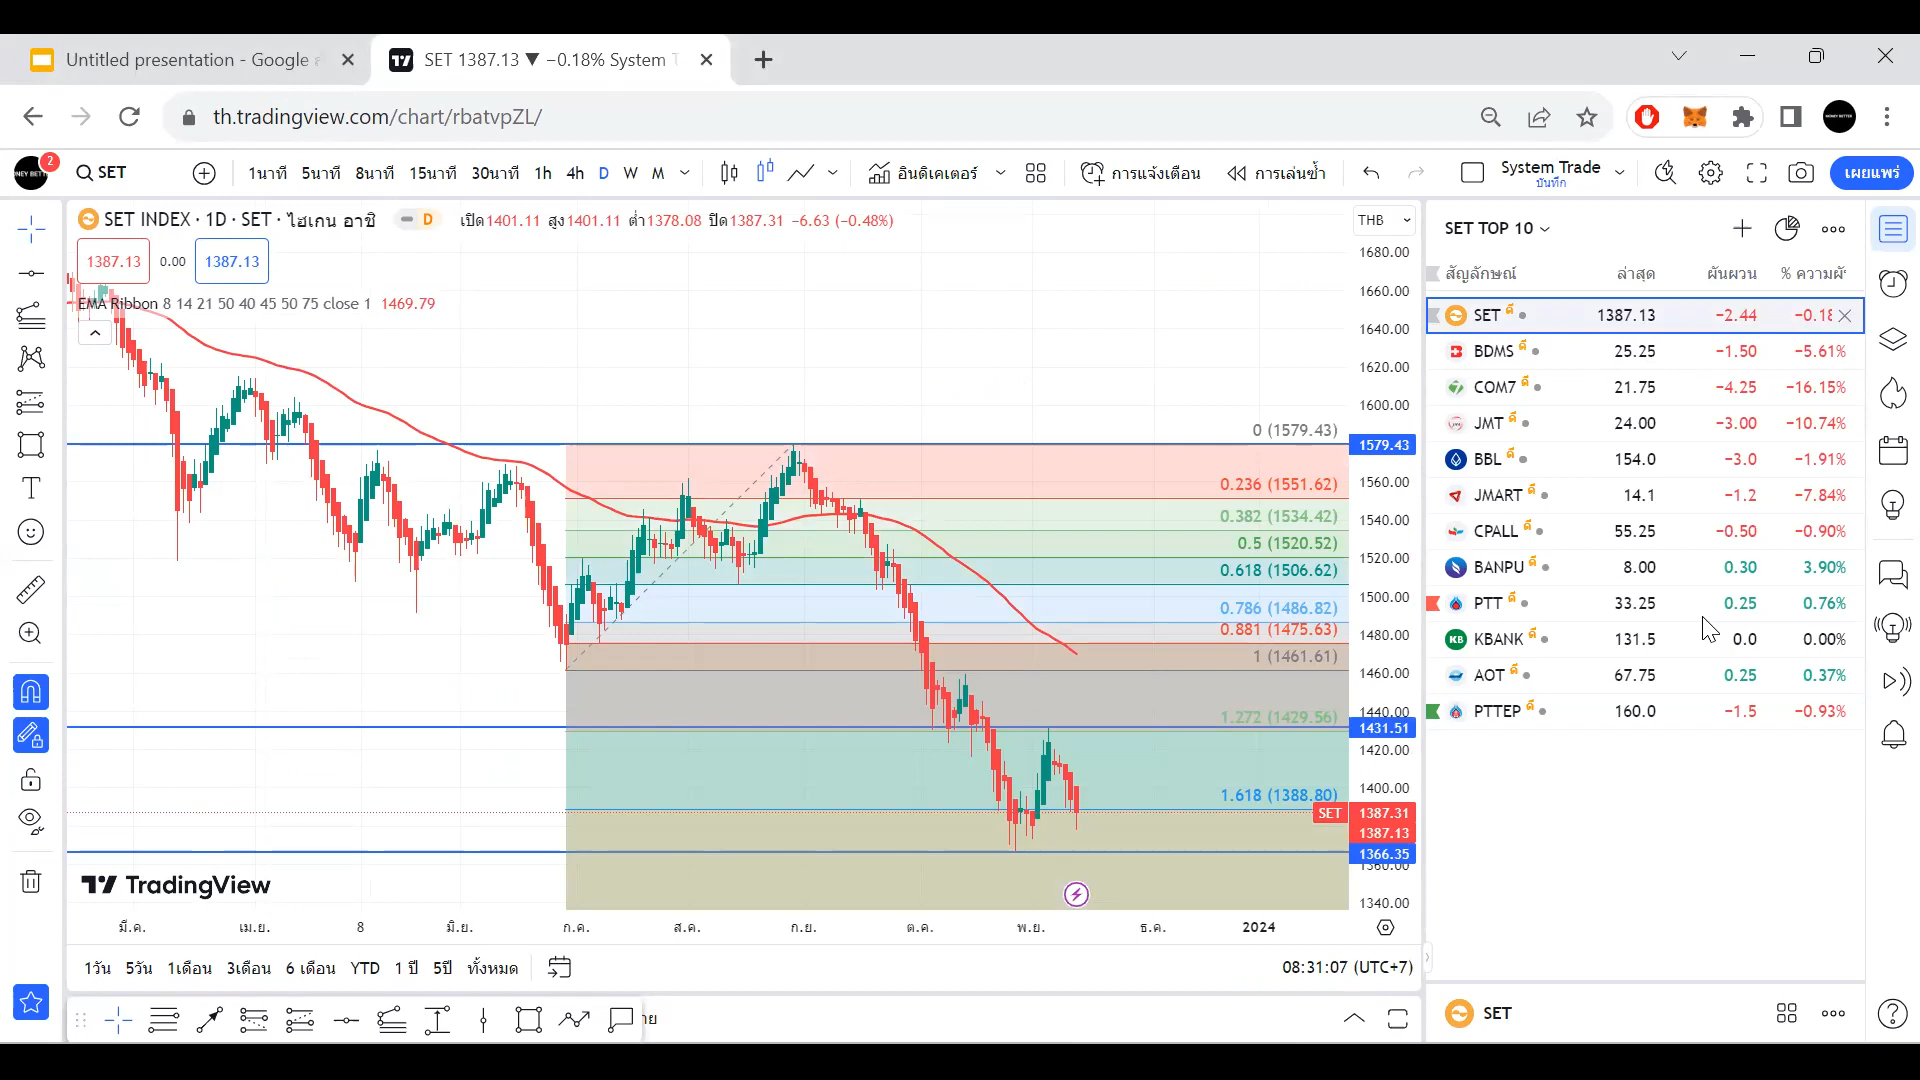 Untitled presentation - Google
SET 1387.13 ▼ −0.18% System
th.tradingview.com/chart/rbatvpZL/
2
SET
1นาที 5นาที 8นาที 15นาที 30นาที 1h 4h D W M
อินดิเคเตอร์
การแจ้งเตือน
การเล่นซ้ำ
System Trade
บันทึก
เผยแพร่
SET INDEX · 1D · SET · ไฮเกน อาชิ
D
เปิด1401.11 สูง1401.11 ต่ำ1378.08 ปิด1387.31 −6.63 (−0.48%)
1387.13 0.00 1387.13
EMA Ribbon 8 14 21 50 40 45 50 75 close 1 1469.79
THB
1680.00
1660.00
1640.00
1620.00
1600.00
0 (1579.43)
1579.43
0.236 (1551.62)
1560.00
0.382 (1534.42)
1540.00
0.5 (1520.52)
1520.00
0.618 (1506.62)
1500.00
0.786 (1486.82)
0.881 (1475.63)
1480.00
1 (1461.61)
1460.00
1.272 (1429.56)
1440.00
1431.51
1420.00
1400.00
1.618 (1388.80)
SET 1387.31
1387.13
1366.35
1360.00
1340.00
TradingView
มี.ค. เม.ย. 8 มิ.ย. ก.ค. ส.ค. ก.ย. ต.ค. พ.ย. ธ.ค. 2024
1วัน 5วัน 1เดือน 3เดือน 6 เดือน YTD 1 ปี 5ปี ทั้งหมด
08:31:07 (UTC+7)
SET TOP 10
สัญลักษณ์ ล่าสุด ผันผวน
SET ดี 1387.13 −2.44 −0.18
BDMS ดี 25.25 −1.50 −5.61%
COM7 ดี 21.75 −4.25 −16.15%
JMT ดี 24.00 −3.00 −10.74%
BBL ดี 154.0 −3.0 −1.91%
JMART ดี 14.1 −1.2 −7.84%
CPALL ดี 55.25 −0.50 −0.90%
BANPU ดี 8.00 0.30 3.90%
PTT ดี 33.25 0.25 0.76%
KB KBANK ดี 131.5 0.0 0.00%
AOT ดี 67.75 0.25 0.37%
PTTEP ดี 160.0 −1.5 −0.93%
SET